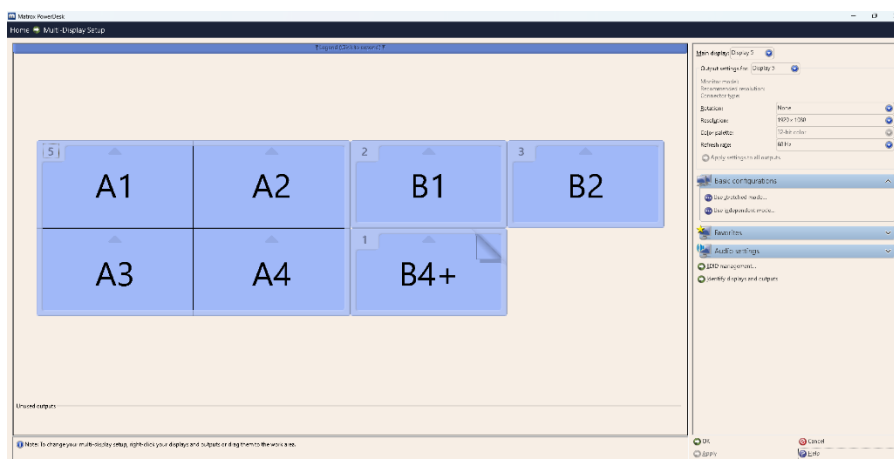 Matrox PowerDesk
Home Multi-Display Setup
5
A1
A2
2
B1
3
B2
A3
A4
1
B4+
Unused outputs
Note: To change your multi-display setup, right-click your displays and outputs or drag them to the work area.
Main display: Display 5
Output settings for: Display 5
Monitor model:
Recommended resolution:
Connector type:
Rotation: None
Resolution: 1920 x 1080
Color palette: 32-bit color
Refresh rate: 60 Hz
Apply settings to all outputs
Basic configurations
Use stretched mode...
Use independent mode...
Favorites
Audio settings
EDID management...
Identify displays and outputs
OK
Cancel
Apply
Help